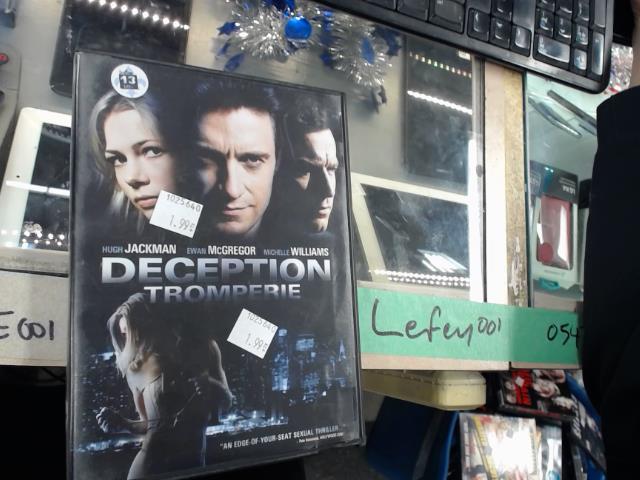 13
1025640
1.99$
HUGH JACKMAN EWAN McGREGOR MICHELLE WILLIAMS
DECEPTION
TROMPERIE
1025640
1.99$
"AN EDGE-OF-YOUR-SEAT SEXUAL THRILLER."
E001
Lefey001
054